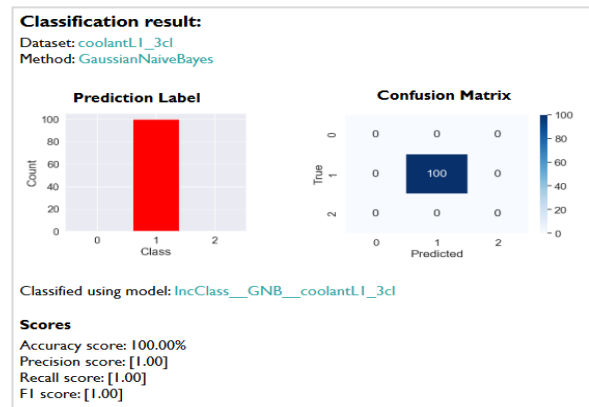 Classification result:
Dataset: coolantL1_3cl
Method: GaussianNaiveBayes
Prediction Label
100
80
60
40
20
0
Count
0 1 2
Class
Confusion Matrix
True
0
1
2
0 0 0
0 100 0
0 0 0
0 1 2
Predicted
100
80
60
40
20
0
Classified using model: IncClass__GNB__coolantL1_3cl
Scores
Accuracy score: 100.00%
Precision score: [1.00]
Recall score: [1.00]
F1 score: [1.00]